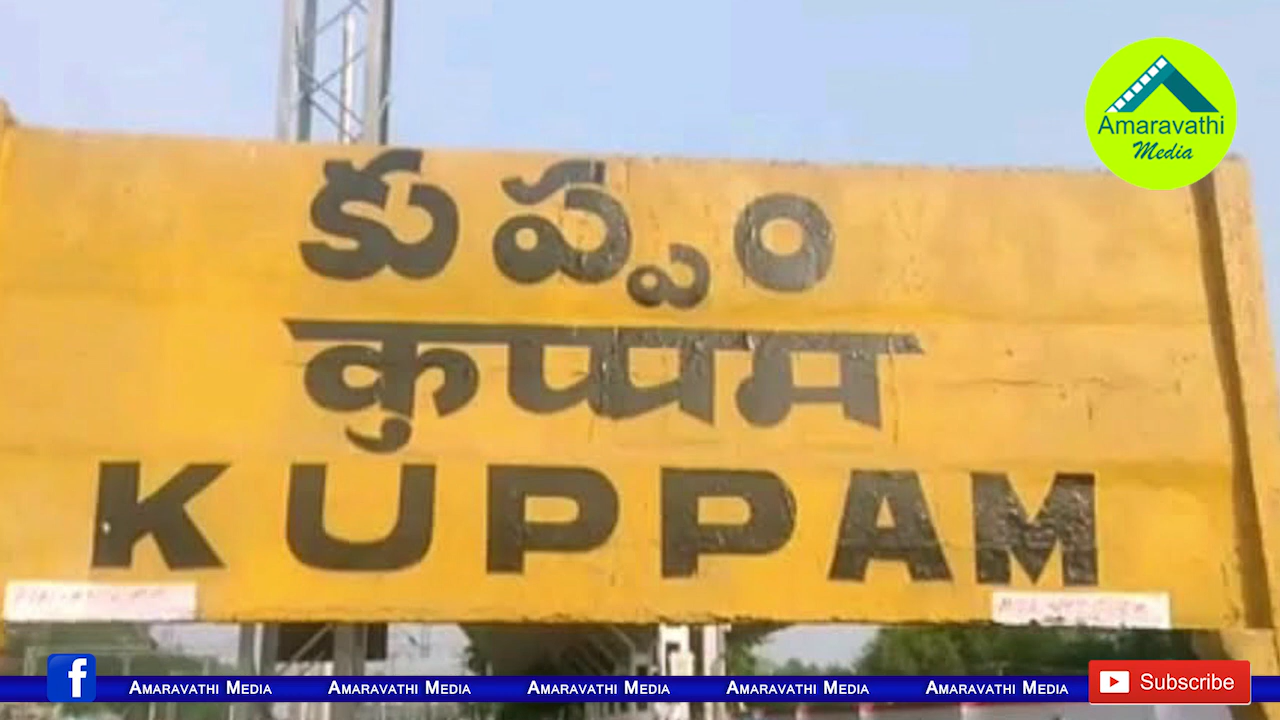 Amaravathi
Media
కుప్పం
कुप्पम
KUPPAM
f AMARAVATHI MEDIA AMARAVATHI MEDIA AMARAVATHI MEDIA AMARAVATHI MEDIA AMARAVATHI MEDIA Subscribe